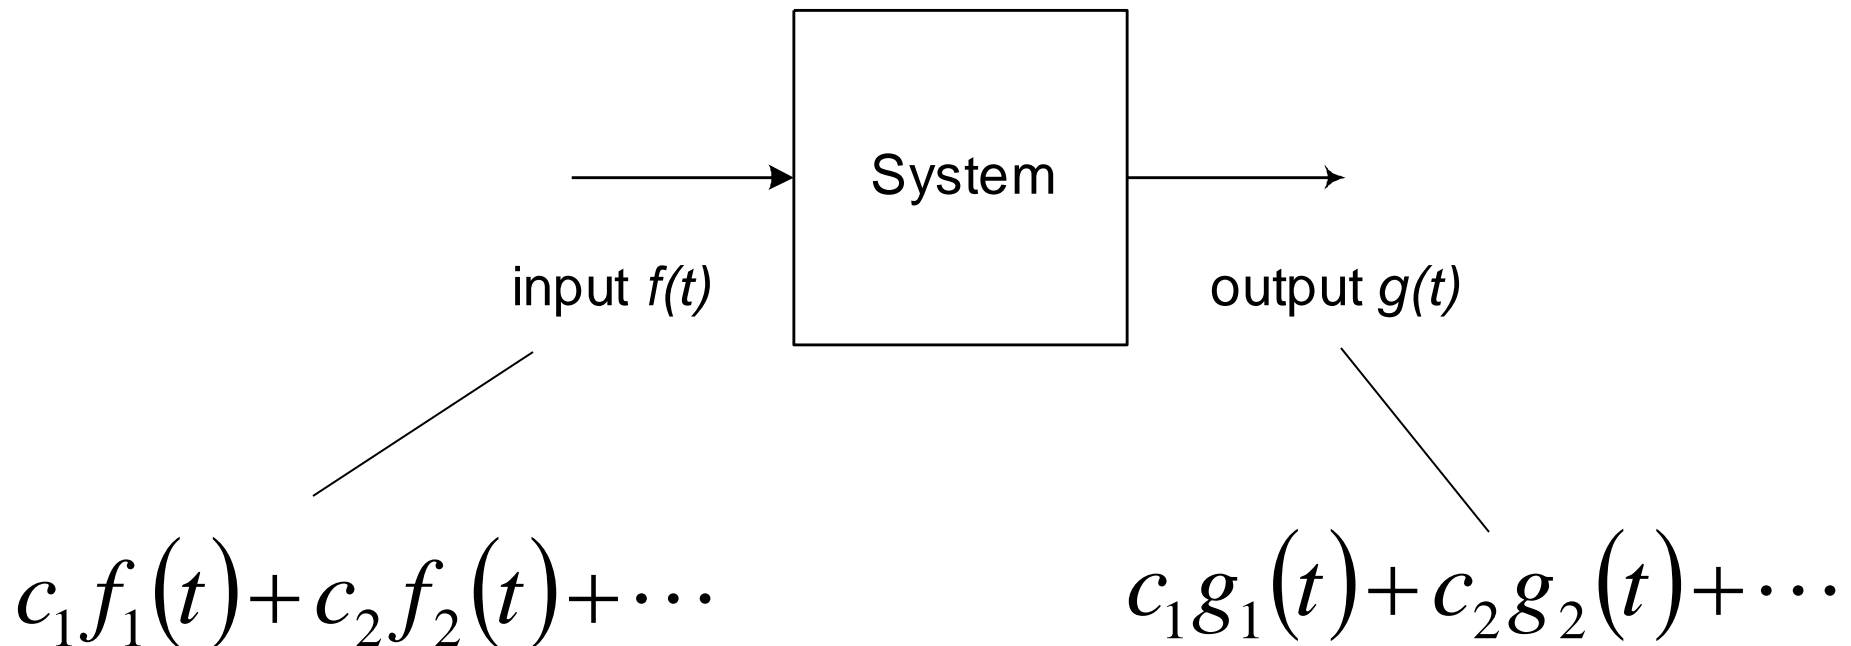 System
input f(t)
output g(t)
c₁f₁(t)+c₂f₂(t)+⋯
c₁g₁(t)+c₂g₂(t)+⋯